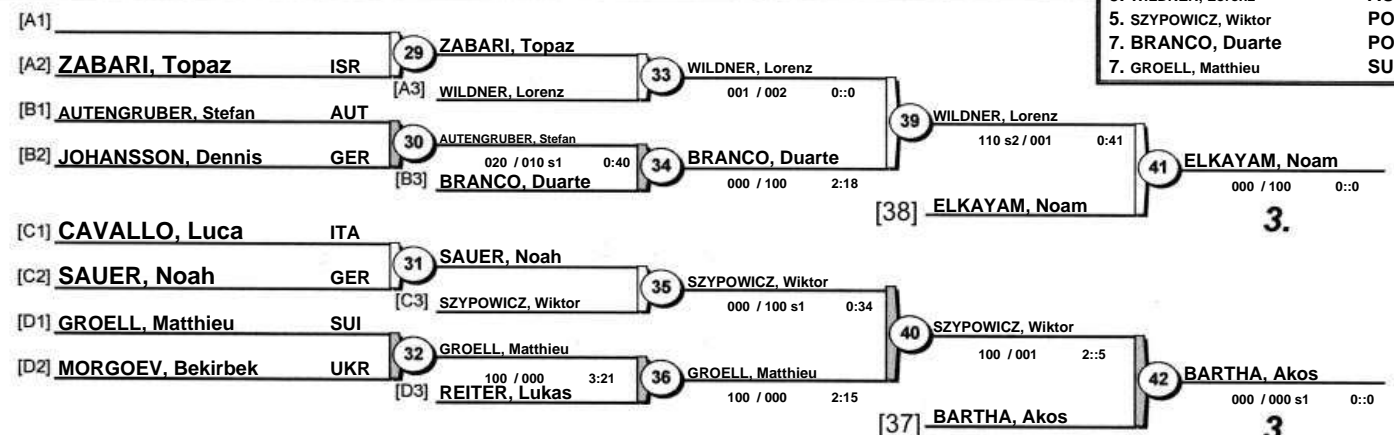 5. SZYPOWICZ, Wiktor PO
7. BRANCO, Duarte PO
7. GROELL, Matthieu SU
[A1]
29 ZABARI, Topaz
[A2] ZABARI, Topaz ISR
33 WILDNER, Lorenz
[A3] WILDNER, Lorenz
001 / 002 0::0
[B1] AUTENGRUBER, Stefan AUT
39 WILDNER, Lorenz
30 AUTENGRUBER, Stefan
110 s2 / 001 0:41
[B2] JOHANSSON, Dennis GER
020 / 010 s1 0:40
34 BRANCO, Duarte
41 ELKAYAM, Noam
[B3] BRANCO, Duarte
000 / 100 2:18
000 / 100 0::0
[38] ELKAYAM, Noam
3.
[C1] CAVALLO, Luca ITA
31 SAUER, Noah
[C2] SAUER, Noah GER
35 SZYPOWICZ, Wiktor
[C3] SZYPOWICZ, Wiktor
000 / 100 s1 0:34
[D1] GROELL, Matthieu SUI
40 SZYPOWICZ, Wiktor
32 GROELL, Matthieu
100 / 001 2::5
[D2] MORGOEV, Bekirbek UKR
100 / 000 3:21
36 GROELL, Matthieu
42 BARTHA, Akos
[D3] REITER, Lukas
100 / 000 2:15
000 / 000 s1 0::0
[37] BARTHA, Akos
3